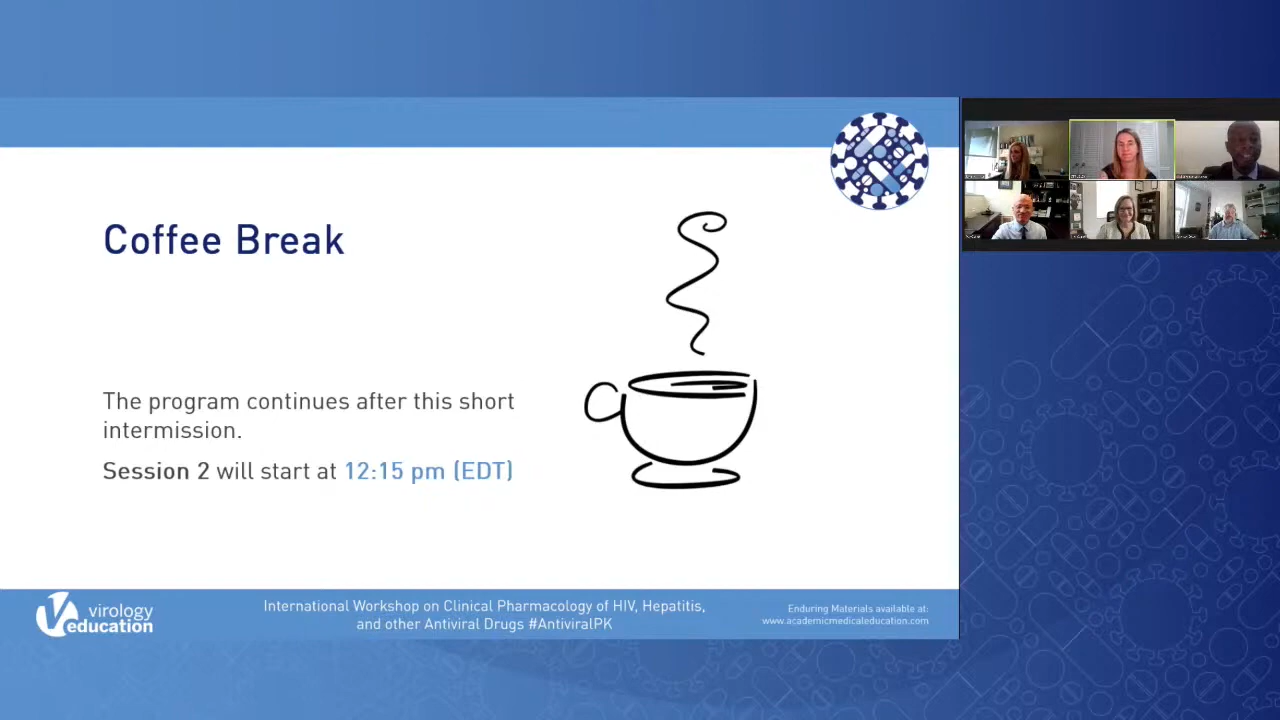 Coffee Break
The program continues after this short
intermission.
Session 2 will start at 12:15 pm (EDT)
virology
education
International Workshop on Clinical Pharmacology of HIV, Hepatitis,
and other Antiviral Drugs #AntiviralPK
Enduring Materials available at:
www.academicmedicaleducation.com